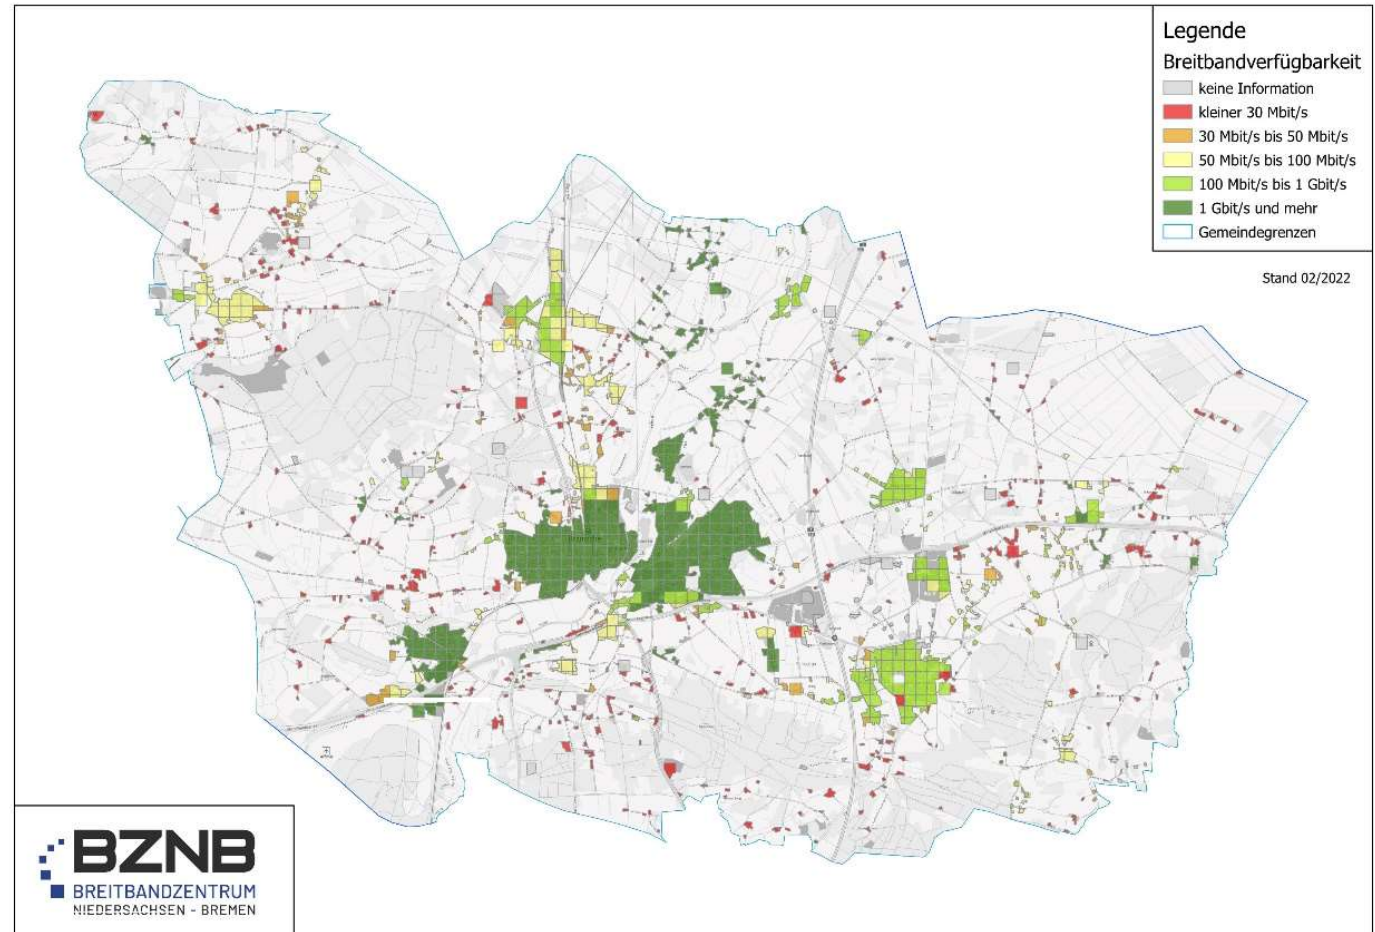 Legende
Breitbandverfügbarkeit
keine Information
kleiner 30 Mbit/s
30 Mbit/s bis 50 Mbit/s
50 Mbit/s bis 100 Mbit/s
100 Mbit/s bis 1 Gbit/s
1 Gbit/s und mehr
Gemeindegrenzen
Stand 02/2022
BZNB
BREITBANDZENTRUM
NIEDERSACHSEN - BREMEN